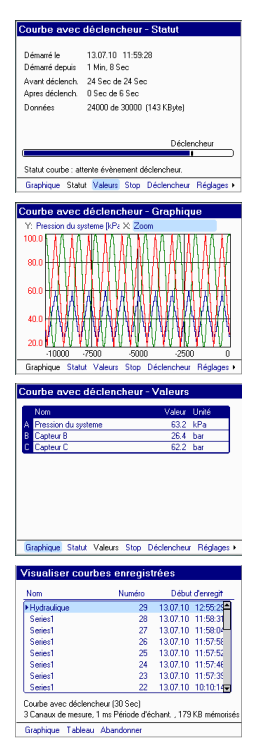 Courbe avec déclencheur - Statut
Démarré le 13.07.10 11:59:28
Démarré depuis 1 Min, 8 Sec
Avant déclench. 24 Sec de 24 Sec
Apres déclench. 0 Sec de 6 Sec
Données 24000 de 30000 (143 KByte)
Déclencheur
Statut courbe : attente évènement déclencheur.
Graphique Statut Valeurs Stop Déclencheur Réglages
Courbe avec déclencheur - Graphique
Y: Pression du systeme [kPa X: Zoom
100.0
80.0
60.0
40.0
20.0
-10000 -7500 -5000 -2500 0
Graphique Statut Valeurs Stop Déclencheur Réglages
Courbe avec déclencheur - Valeurs
Nom Valeur Unité
A Pression du systeme 63.2 kPa
B Capteur B 26.4 bar
C Capteur C 62.2 bar
Graphique Statut Valeurs Stop Déclencheur Réglages
Visualiser courbes enregistrées
Nom Numéro Début d'enregitr
Hydraulique 29 13.07.10 12:55:29
Series1 28 13.07.10 11:58:31
Series1 27 13.07.10 11:58:04
Series1 26 13.07.10 11:57:58
Series1 25 13.07.10 11:57:52
Series1 24 13.07.10 11:57:46
Series1 23 13.07.10 11:57:39
Series1 22 13.07.10 10:10:14
Courbe avec déclencheur (30 Sec)
3 Canaux de mesure, 1 ms Période d'échant. , 179 KB mémorisés
Graphique Tableau Abandonner